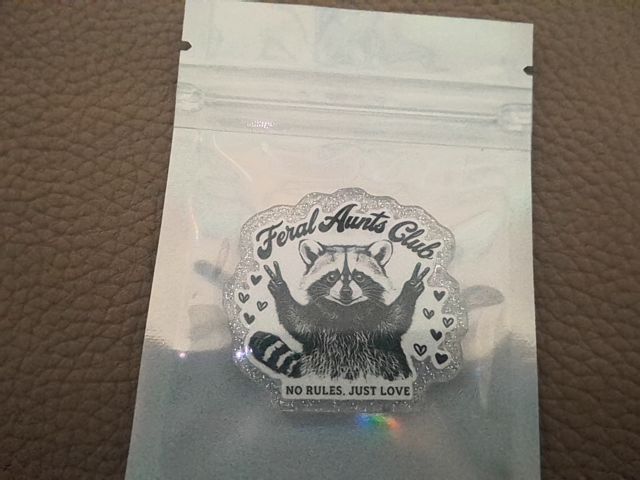 Feral Aunts Club
NO RULES, JUST LOVE